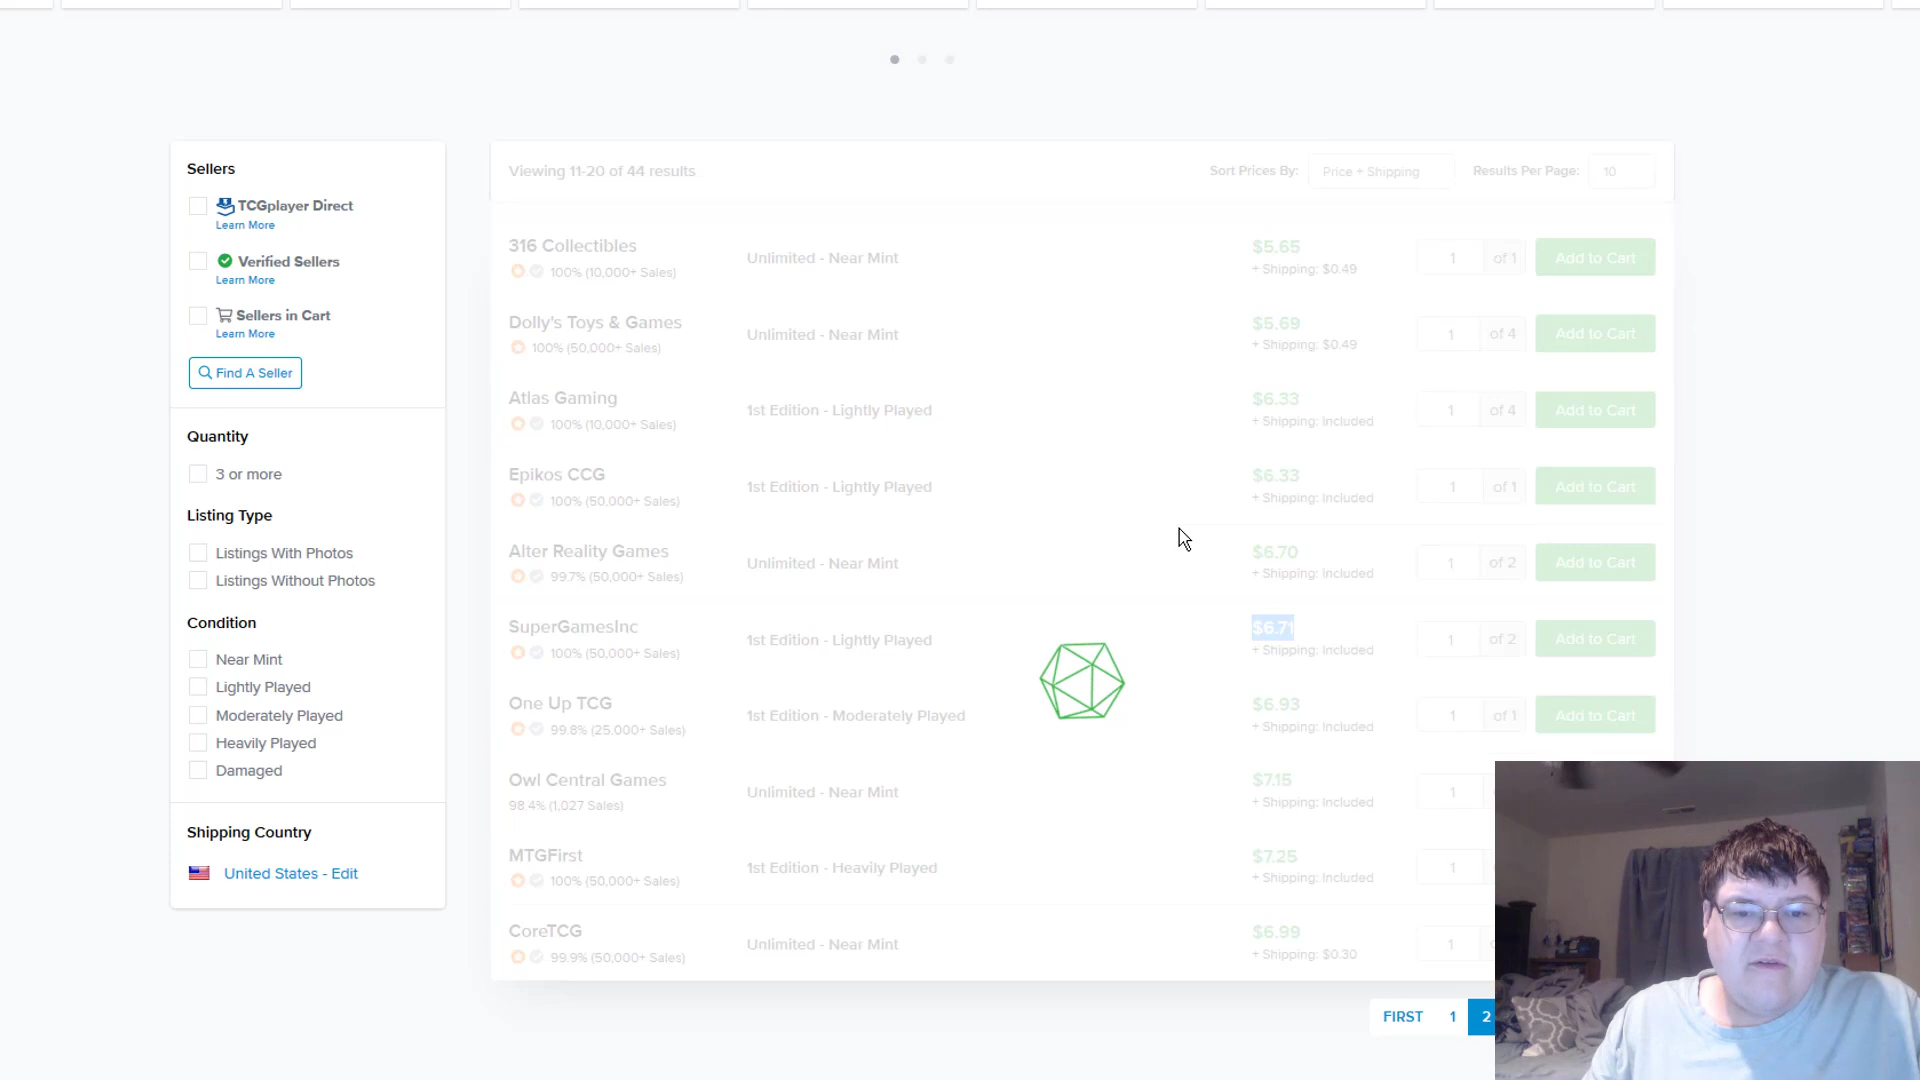 Sellers
TCGplayer Direct
Learn More
Verified Sellers
Learn More
Sellers in Cart
Learn More
Find A Seller
Quantity
3 or more
Listing Type
Listings With Photos
Listings Without Photos
Condition
Near Mint
Lightly Played
Moderately Played
Heavily Played
Damaged
Shipping Country
United States - Edit
Viewing 11-20 of 44 results
Sort Prices By: Price + Shipping Results Per Page: 10
316 Collectibles
100% (10,000+ Sales)
Unlimited - Near Mint
$5.65
+ Shipping: $0.49
1 of 1 Add to Cart
Dolly's Toys & Games
100% (50,000+ Sales)
Unlimited - Near Mint
$5.69
+ Shipping: $0.49
1 of 4 Add to Cart
Atlas Gaming
100% (10,000+ Sales)
1st Edition - Lightly Played
$6.33
+ Shipping: Included
1 of 4 Add to Cart
Epikos CCG
100% (50,000+ Sales)
1st Edition - Lightly Played
$6.33
+ Shipping: Included
1 of 1 Add to Cart
Alter Reality Games
99.7% (50,000+ Sales)
Unlimited - Near Mint
$6.70
+ Shipping: Included
1 of 2 Add to Cart
SuperGamesInc
100% (50,000+ Sales)
1st Edition - Lightly Played
$6.71
+ Shipping: Included
1 of 2 Add to Cart
One Up TCG
99.8% (25,000+ Sales)
1st Edition - Moderately Played
$6.93
+ Shipping: Included
1 of 1 Add to Cart
Owl Central Games
98.4% (1,027 Sales)
Unlimited - Near Mint
$7.15
+ Shipping: Included
1
MTGFirst
100% (50,000+ Sales)
1st Edition - Heavily Played
$7.25
+ Shipping: Included
1
CoreTCG
99.9% (50,000+ Sales)
Unlimited - Near Mint
$6.99
+ Shipping: $0.30
1
FIRST 1 2